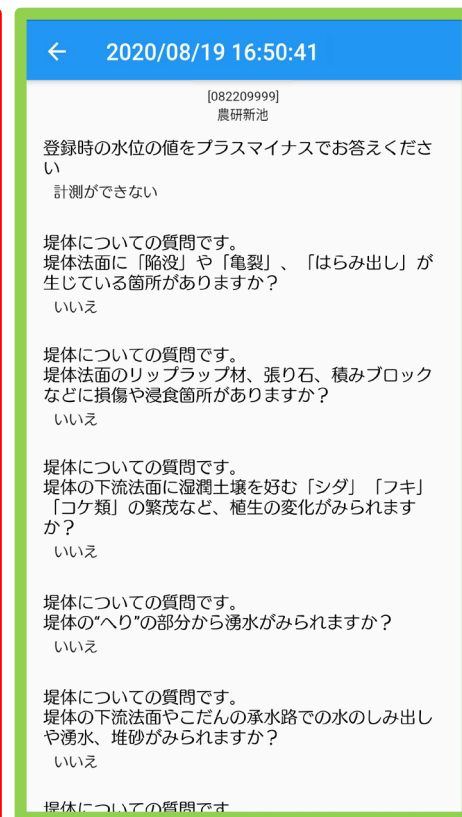 ← 2020/08/19 16:50:41
[082209999]
農研新池
登録時の水位の値をプラスマイナスでお答えくださ
い
計測ができない
堤体についての質問です。
堤体法面に「陥没」や「亀裂」、「はらみ出し」が
生じている箇所がありますか?
いいえ
堤体についての質問です。
堤体法面のリップラップ材、張り石、積みブロック
などに損傷や浸食箇所がありますか?
いいえ
堤体についての質問です。
堤体の下流法面に湿潤土壌を好む「シダ」「フキ」
「コケ類」の繁茂など、植生の変化がみられます
か?
いいえ
堤体についての質問です。
堤体の"へり"の部分から湧水がみられますか?
いいえ
堤体についての質問です。
堤体の下流法面やこだんの承水路での水のしみ出し
や湧水、堆砂がみられますか?
いいえ
堤体についての質問です